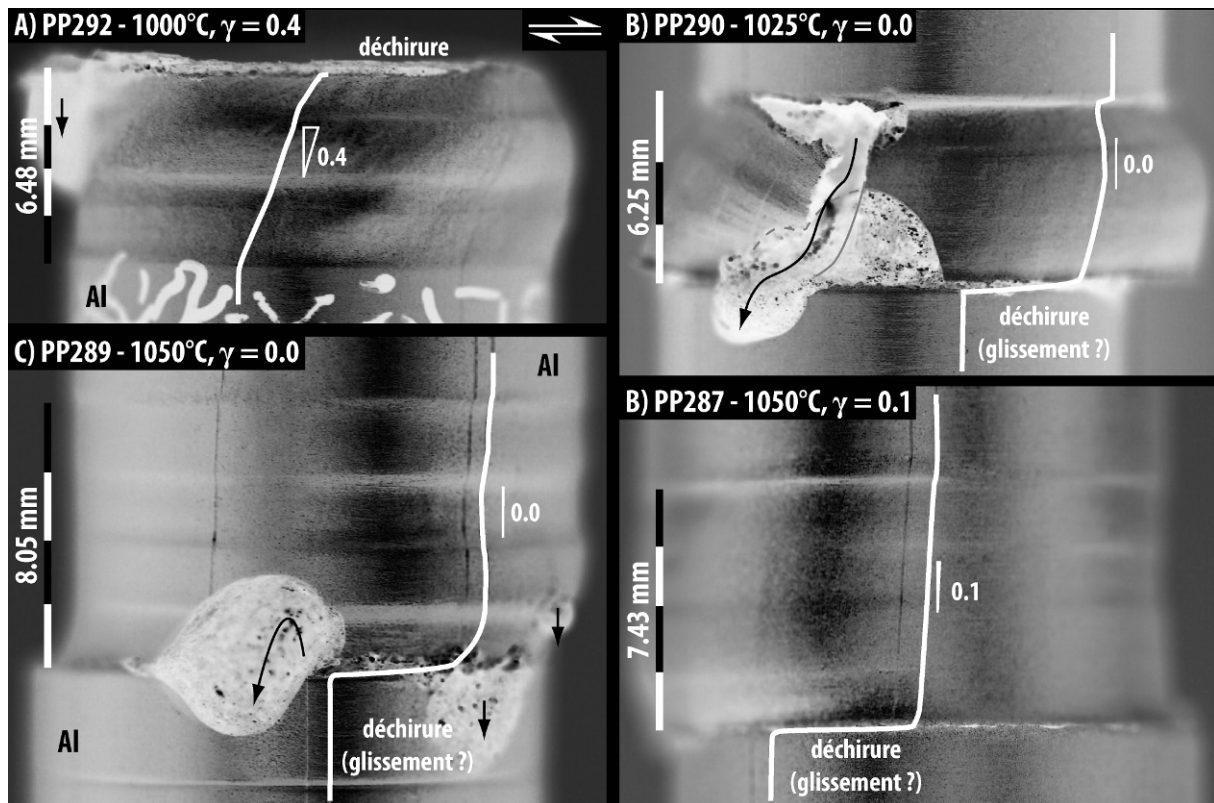 A) PP292 - 1000°C, γ = 0.4
déchirure
6.48 mm
0.4
Al
B) PP290 - 1025°C, γ = 0.0
6.25 mm
0.0
déchirure
(glissement ?)
C) PP289 - 1050°C, γ = 0.0
Al
8.05 mm
0.0
Al
déchirure
(glissement ?)
B) PP287 - 1050°C, γ = 0.1
7.43 mm
0.1
déchirure
(glissement ?)